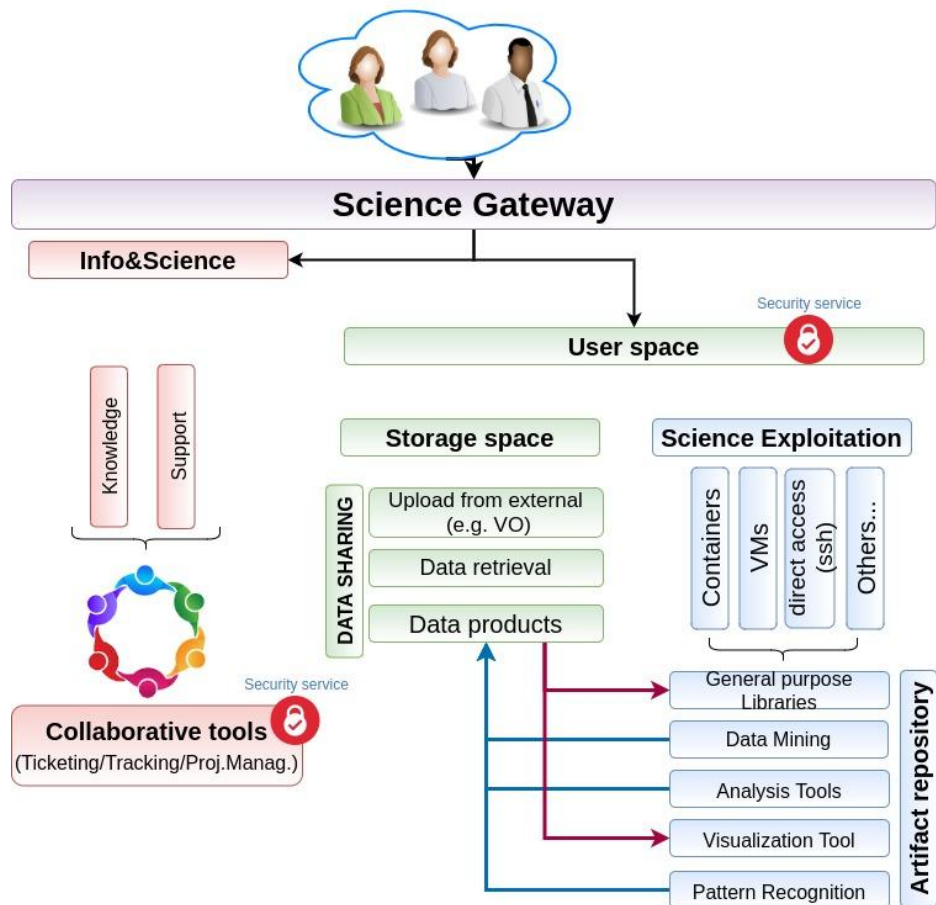 Science Gateway
Info&Science
Security service
User space
Knowledge
Support
Storage space
Science Exploitation
DATA SHARING
Upload from external
(e.g. VO)
Data retrieval
Data products
Containers
VMs
direct access
(ssh)
Others...
Security service
Collaborative tools
(Ticketing/Tracking/Proj.Manag.)
General purpose
Libraries
Data Mining
Analysis Tools
Visualization Tool
Pattern Recognition
Artifact repository